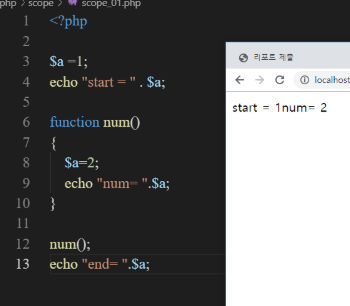 php > scope > scope_01.php
1 <?php
2
3 $a =1;
4 echo "start = " . $a;
5
6 function num()
7 {
8 $a=2;
9 echo "num= ".$a;
10 }
11
12 num();
13 echo "end= ".$a;
리포트 제출
localhost
start = 1num= 2